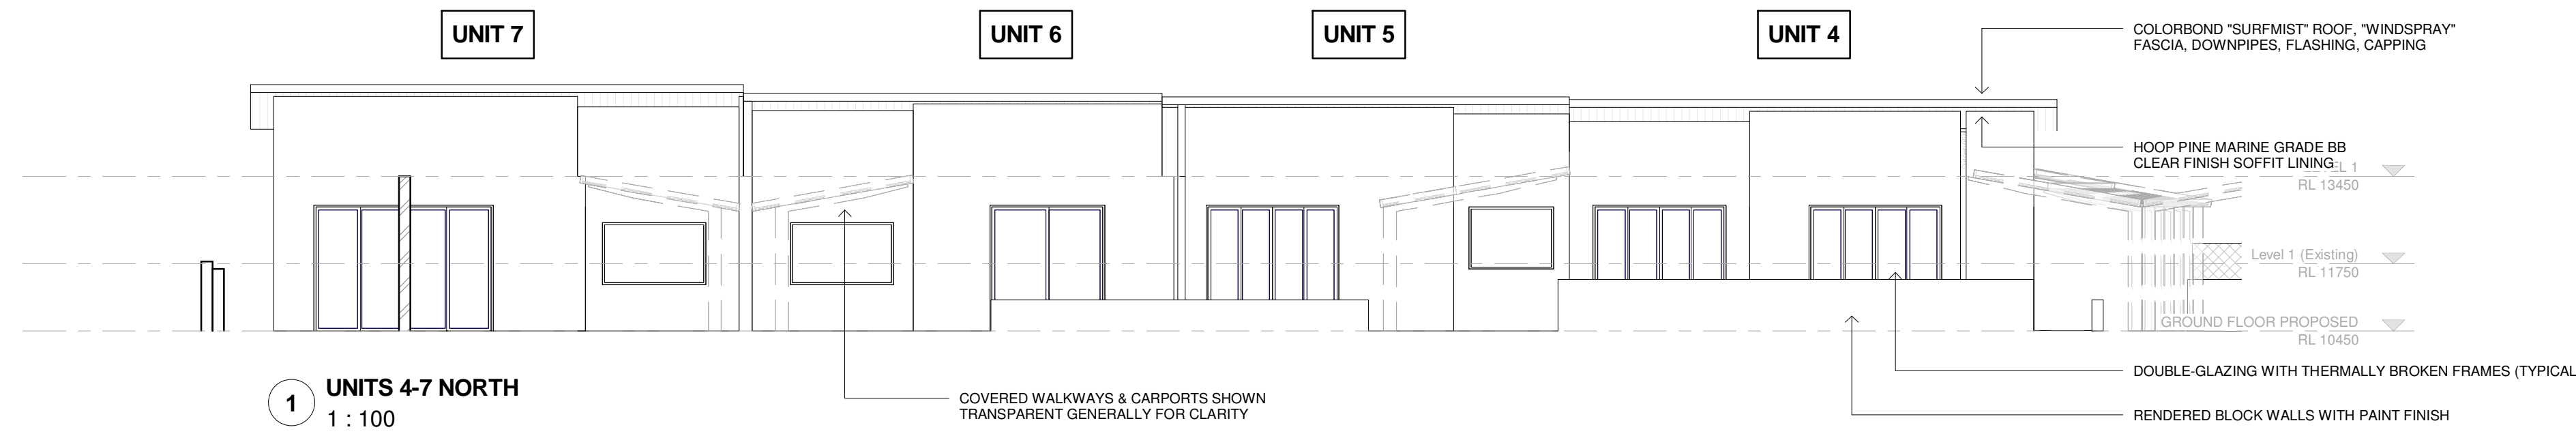 UNIT 7
UNIT 6
UNIT 5
UNIT 4
COLORBOND "SURFMIST" ROOF, "WINDSPRAY"
FASCIA, DOWNPIPES, FLASHING, CAPPING
HOOP PINE MARINE GRADE BB
CLEAR FINISH SOFFIT LINING
EL 1
RL 13450
Level 1 (Existing)
RL 11750
GROUND FLOOR PROPOSED
RL 10450
DOUBLE-GLAZING WITH THERMALLY BROKEN FRAMES (TYPICAL
RENDERED BLOCK WALLS WITH PAINT FINISH
COVERED WALKWAYS & CARPORTS SHOWN
TRANSPARENT GENERALLY FOR CLARITY
1
UNITS 4-7 NORTH
1 : 100